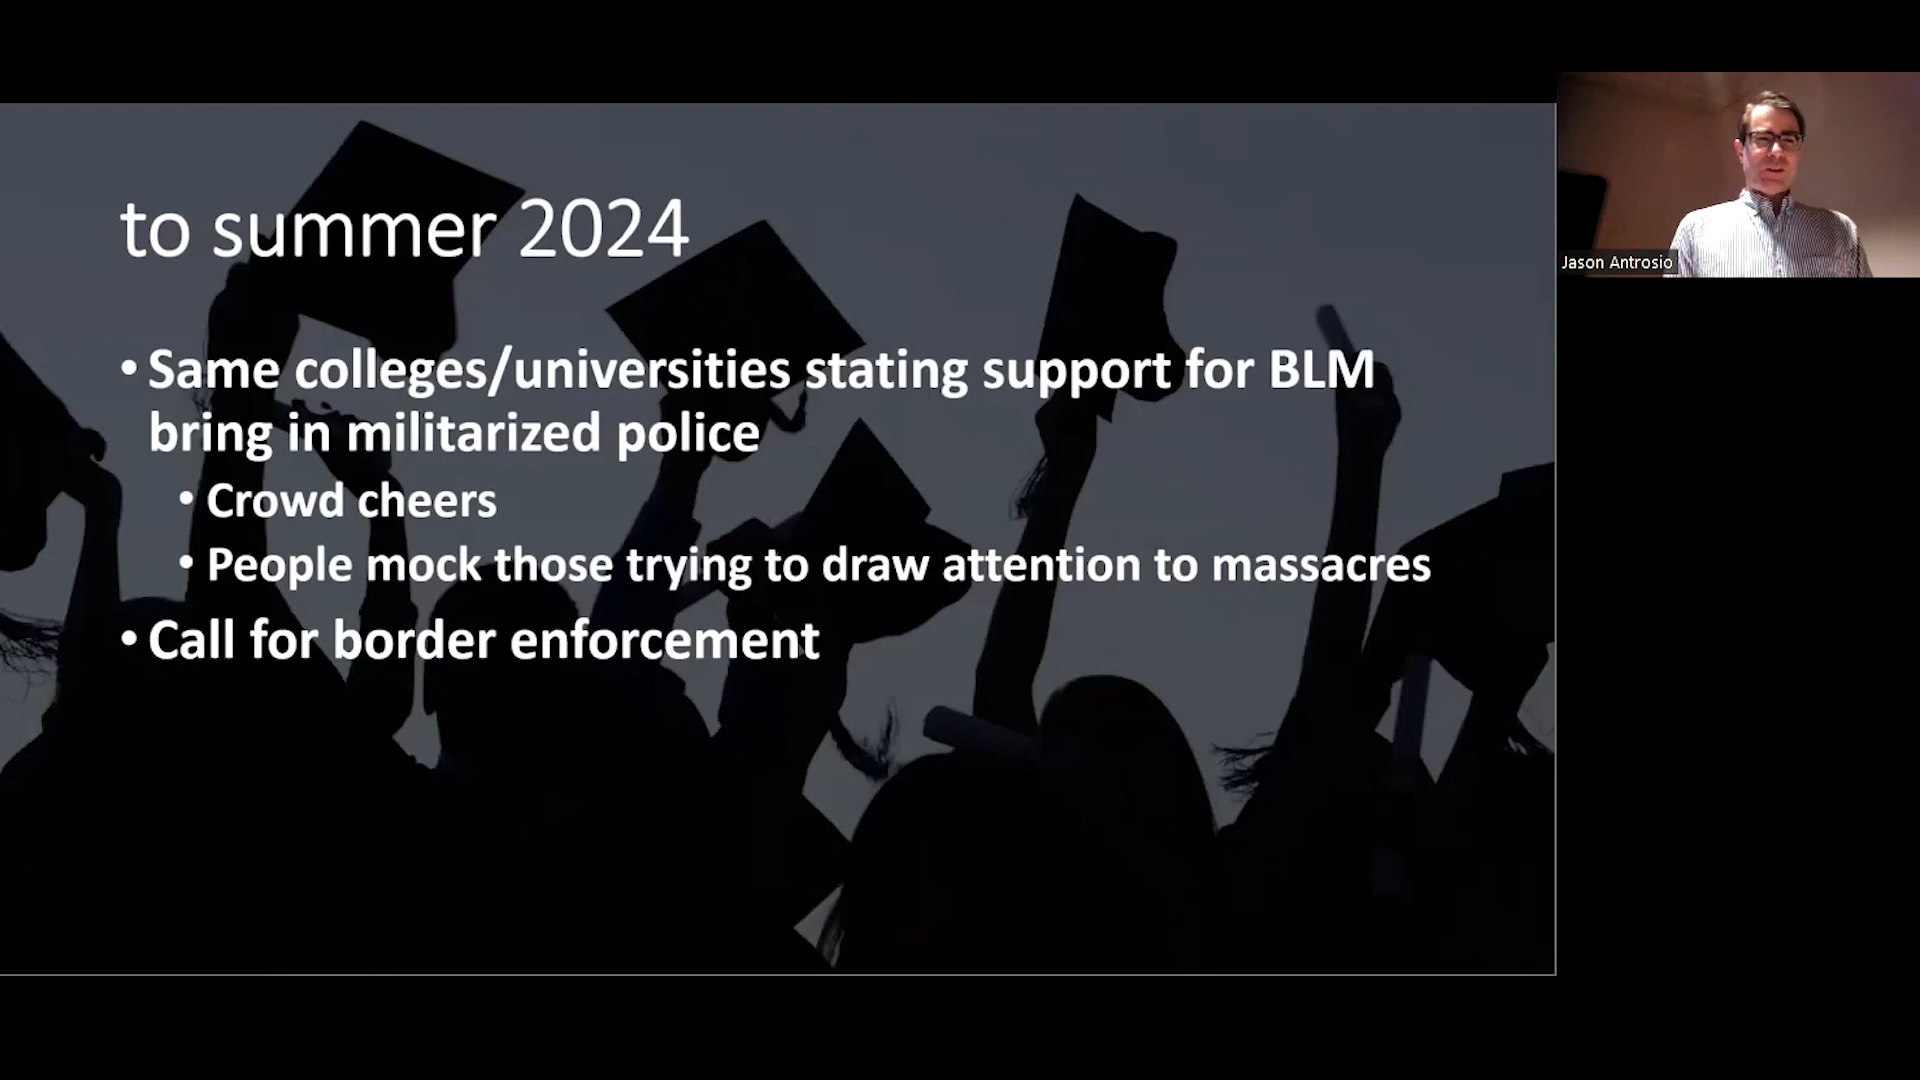 to summer 2024
• Same colleges/universities stating support for BLM
bring in militarized police
• Crowd cheers
• People mock those trying to draw attention to massacres
• Call for border enforcement
Jason Antrosio